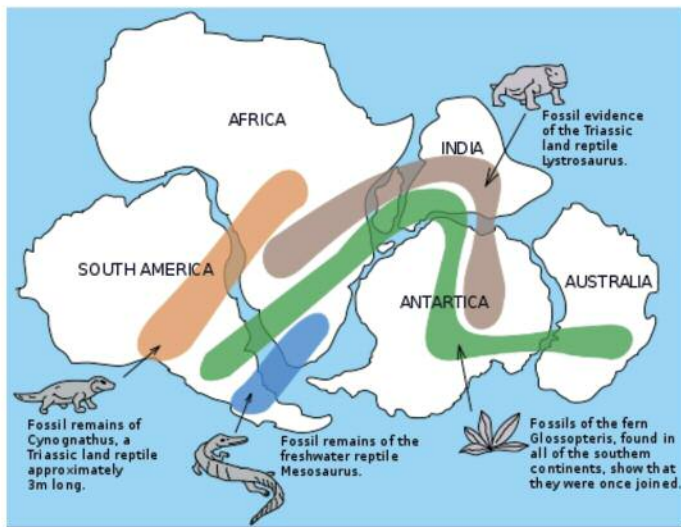 AFRICA
INDIA
SOUTH AMERICA
ANTARTICA
AUSTRALIA
Fossil evidence
of the Triassic
land reptile
Lystrosaurus.
Fossil remains of
Cynognathus, a
Triassic land reptile
approximately
3m long.
Fossil remains of the
freshwater reptile
Mesosaurus.
Fossils of the fern
Glossopteris, found in
all of the southem
continents, show that
they were once joined.